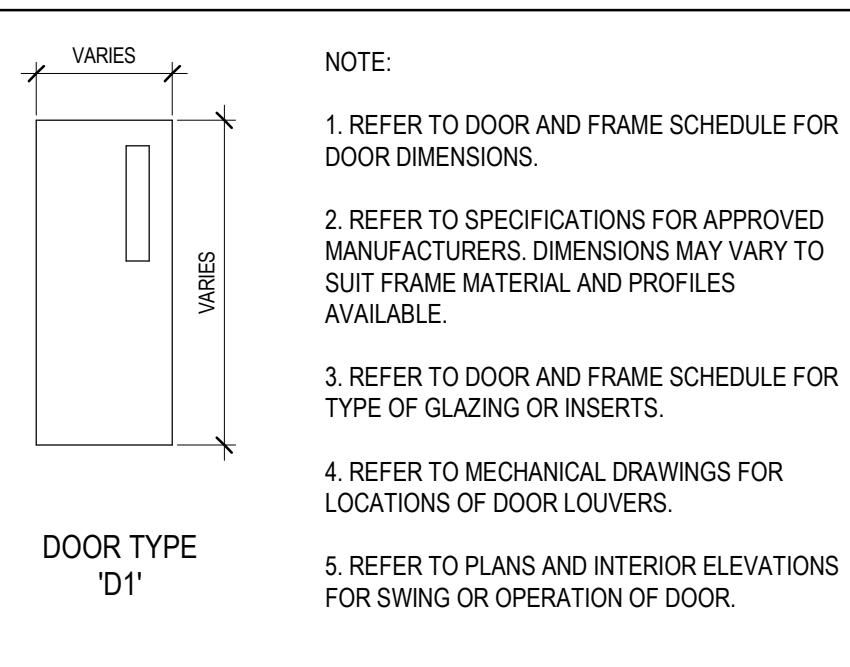 VARIES
VARIES
DOOR TYPE
'D1'
NOTE:
1. REFER TO DOOR AND FRAME SCHEDULE FOR
DOOR DIMENSIONS.
2. REFER TO SPECIFICATIONS FOR APPROVED
MANUFACTURERS. DIMENSIONS MAY VARY TO
SUIT FRAME MATERIAL AND PROFILES
AVAILABLE.
3. REFER TO DOOR AND FRAME SCHEDULE FOR
TYPE OF GLAZING OR INSERTS.
4. REFER TO MECHANICAL DRAWINGS FOR
LOCATIONS OF DOOR LOUVERS.
5. REFER TO PLANS AND INTERIOR ELEVATIONS
FOR SWING OR OPERATION OF DOOR.